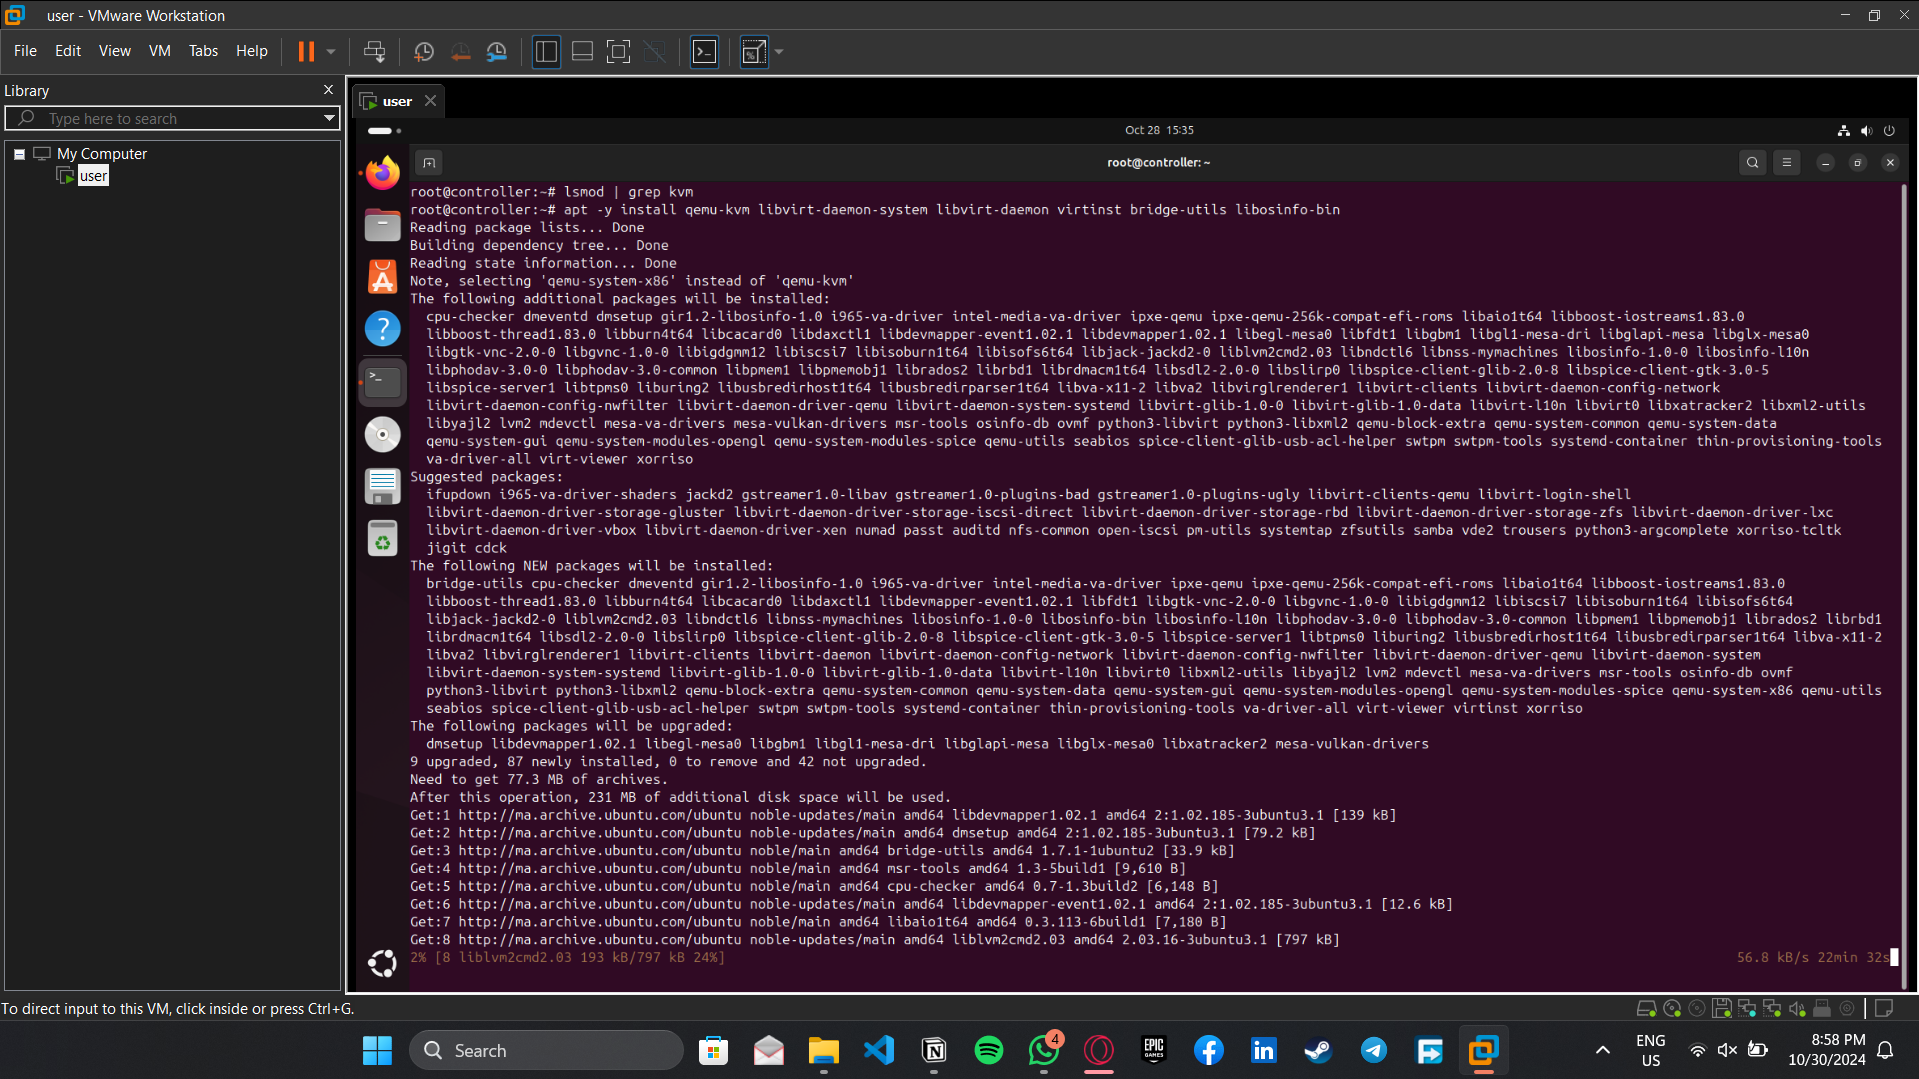 user - VMware Workstation
File Edit View VM Tabs Help
Library
Type here to search
My Computer
user
user
Oct 28 15:35
root@controller: ~
root@controller:~# lsmod | grep kvm
root@controller:~# apt -y install qemu-kvm libvirt-daemon-system libvirt-daemon virtinst bridge-utils libosinfo-bin
Reading package lists... Done
Building dependency tree... Done
Reading state information... Done
Note, selecting 'qemu-system-x86' instead of 'qemu-kvm'
The following additional packages will be installed:
cpu-checker dmeventd dmsetup gir1.2-libosinfo-1.0 i965-va-driver intel-media-va-driver ipxe-qemu ipxe-qemu-256k-compat-efi-roms libaio1t64 libboost-iostreams1.83.0
libboost-thread1.83.0 libburn4t64 libcacard0 libdaxctl1 libdevmapper-event1.02.1 libdevmapper1.02.1 libegl-mesa0 libfdt1 libgbm1 libgl1-mesa-dri libglapi-mesa libglx-mesa0
libgtk-vnc-2.0-0 libgvnc-1.0-0 libigdgmm12 libiscsi7 libisoburn1t64 libisofs6t64 libjack-jackd2-0 liblvm2cmd2.03 libndctl6 libnss-mymachines libosinfo-1.0-0 libosinfo-l10n
libphodav-3.0-0 libphodav-3.0-common libpmem1 libpmemobj1 librados2 librbd1 librdmacm1t64 libsdl2-2.0-0 libslirp0 libspice-client-glib-2.0-8 libspice-client-gtk-3.0-5
libspice-server1 libtpms0 liburing2 libusbredirhost1t64 libusbredirparser1t64 libva-x11-2 libva2 libvirglrenderer1 libvirt-clients libvirt-daemon-config-network
libvirt-daemon-config-nwfilter libvirt-daemon-driver-qemu libvirt-daemon-system-systemd libvirt-glib-1.0-0 libvirt-glib-1.0-data libvirt-l10n libvirt0 libxatracker2 libxml2-utils
libyajl2 lvm2 mdevctl mesa-va-drivers mesa-vulkan-drivers msr-tools osinfo-db ovmf python3-libvirt python3-libxml2 qemu-block-extra qemu-system-common qemu-system-data
qemu-system-gui qemu-system-modules-opengl qemu-system-modules-spice qemu-utils seabios spice-client-glib-usb-acl-helper swtpm swtpm-tools systemd-container thin-provisioning-tools
va-driver-all virt-viewer xorriso
Suggested packages:
ifupdown i965-va-driver-shaders jackd2 gstreamer1.0-libav gstreamer1.0-plugins-bad gstreamer1.0-plugins-ugly libvirt-clients-qemu libvirt-login-shell
libvirt-daemon-driver-storage-gluster libvirt-daemon-driver-storage-iscsi-direct libvirt-daemon-driver-storage-rbd libvirt-daemon-driver-storage-zfs libvirt-daemon-driver-lxc
libvirt-daemon-driver-vbox libvirt-daemon-driver-xen numad passt auditd nfs-common open-iscsi pm-utils systemtap zfsutils samba vde2 trousers python3-argcomplete xorriso-tcltk
jigit cdck
The following NEW packages will be installed:
bridge-utils cpu-checker dmeventd gir1.2-libosinfo-1.0 i965-va-driver intel-media-va-driver ipxe-qemu ipxe-qemu-256k-compat-efi-roms libaio1t64 libboost-iostreams1.83.0
libboost-thread1.83.0 libburn4t64 libcacard0 libdaxctl1 libdevmapper-event1.02.1 libfdt1 libgtk-vnc-2.0-0 libgvnc-1.0-0 libigdgmm12 libiscsi7 libisoburn1t64 libisofs6t64
libjack-jackd2-0 liblvm2cmd2.03 libndctl6 libnss-mymachines libosinfo-1.0-0 libosinfo-bin libosinfo-l10n libphodav-3.0-0 libphodav-3.0-common libpmem1 libpmemobj1 librados2 librbd1
librdmacm1t64 libsdl2-2.0-0 libslirp0 libspice-client-glib-2.0-8 libspice-client-gtk-3.0-5 libspice-server1 libtpms0 liburing2 libusbredirhost1t64 libusbredirparser1t64 libva-x11-2
libva2 libvirglrenderer1 libvirt-clients libvirt-daemon libvirt-daemon-config-network libvirt-daemon-config-nwfilter libvirt-daemon-driver-qemu libvirt-daemon-system
libvirt-daemon-system-systemd libvirt-glib-1.0-0 libvirt-glib-1.0-data libvirt-l10n libvirt0 libxml2-utils libyajl2 lvm2 mdevctl mesa-va-drivers msr-tools osinfo-db ovmf
python3-libvirt python3-libxml2 qemu-block-extra qemu-system-common qemu-system-data qemu-system-gui qemu-system-modules-opengl qemu-system-modules-spice qemu-system-x86 qemu-utils
seabios spice-client-glib-usb-acl-helper swtpm swtpm-tools systemd-container thin-provisioning-tools va-driver-all virt-viewer virtinst xorriso
The following packages will be upgraded:
dmsetup libdevmapper1.02.1 libegl-mesa0 libgbm1 libgl1-mesa-dri libglapi-mesa libglx-mesa0 libxatracker2 mesa-vulkan-drivers
9 upgraded, 87 newly installed, 0 to remove and 42 not upgraded.
Need to get 77.3 MB of archives.
After this operation, 231 MB of additional disk space will be used.
Get:1 http://ma.archive.ubuntu.com/ubuntu noble-updates/main amd64 libdevmapper1.02.1 amd64 2:1.02.185-3ubuntu3.1 [139 kB]
Get:2 http://ma.archive.ubuntu.com/ubuntu noble-updates/main amd64 dmsetup amd64 2:1.02.185-3ubuntu3.1 [79.2 kB]
Get:3 http://ma.archive.ubuntu.com/ubuntu noble/main amd64 bridge-utils amd64 1.7.1-1ubuntu2 [33.9 kB]
Get:4 http://ma.archive.ubuntu.com/ubuntu noble/main amd64 msr-tools amd64 1.3-5build1 [9,610 B]
Get:5 http://ma.archive.ubuntu.com/ubuntu noble/main amd64 cpu-checker amd64 0.7-1.3build2 [6,148 B]
Get:6 http://ma.archive.ubuntu.com/ubuntu noble-updates/main amd64 libdevmapper-event1.02.1 amd64 2:1.02.185-3ubuntu3.1 [12.6 kB]
Get:7 http://ma.archive.ubuntu.com/ubuntu noble/main amd64 libaio1t64 amd64 0.3.113-6build1 [7,180 B]
Get:8 http://ma.archive.ubuntu.com/ubuntu noble-updates/main amd64 liblvm2cmd2.03 amd64 2.03.16-3ubuntu3.1 [797 kB]
2% [8 liblvm2cmd2.03 193 kB/797 kB 24%] 56.8 kB/s 22min 32s
To direct input to this VM, click inside or press Ctrl+G.
Search
4
EPIC
GAMES
ENG
US
8:58 PM
10/30/2024